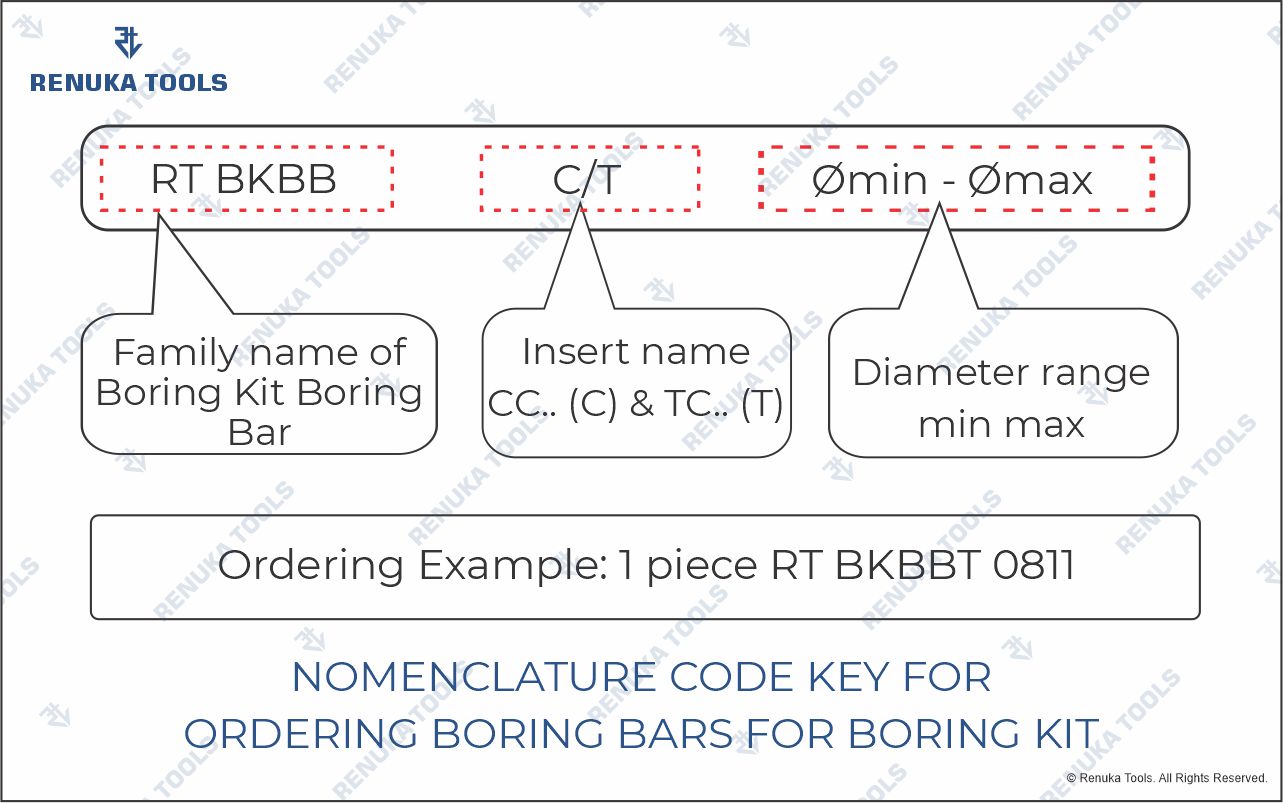 RENUKA TOOLS
RT BKBB
C/T
Ømin - Ømax
Family name of
Boring Kit Boring
Bar
Insert name
CC.. (C) & TC.. (T)
Diameter range
min max
Ordering Example: 1 piece RT BKBBT 0811
NOMENCLATURE CODE KEY FOR
ORDERING BORING BARS FOR BORING KIT
© Renuka Tools. All Rights Reserved.